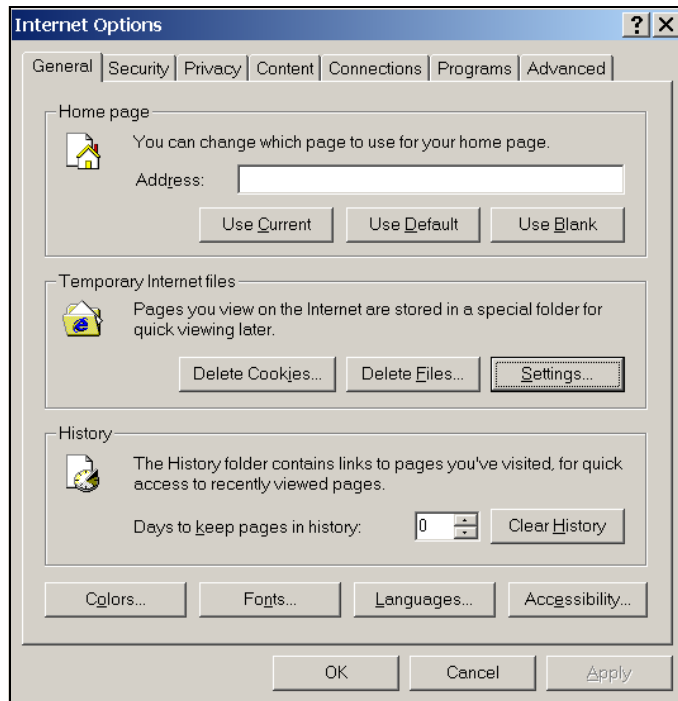 Internet Options
General Security Privacy Content Connections Programs Advanced
Home page
You can change which page to use for your home page.
Address:
Use Current Use Default Use Blank
Temporary Internet files
Pages you view on the Internet are stored in a special folder for
quick viewing later.
Delete Cookies... Delete Files... Settings...
History
The History folder contains links to pages you've visited, for quick
access to recently viewed pages.
Days to keep pages in history: 0 Clear History
Colors... Fonts... Languages... Accessibility...
OK Cancel Apply